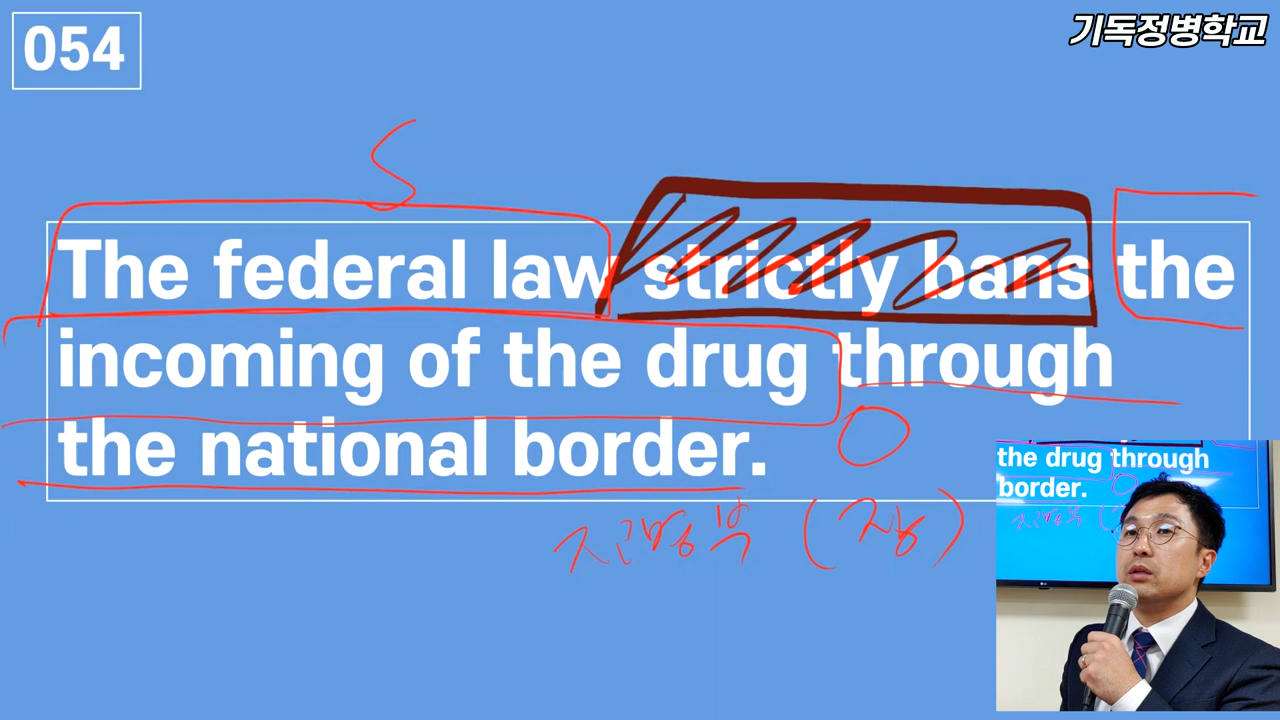 054
기독정병학교
S
The federal law strictly bans the
incoming of the drug through
the national border.
O
the drug through
border.